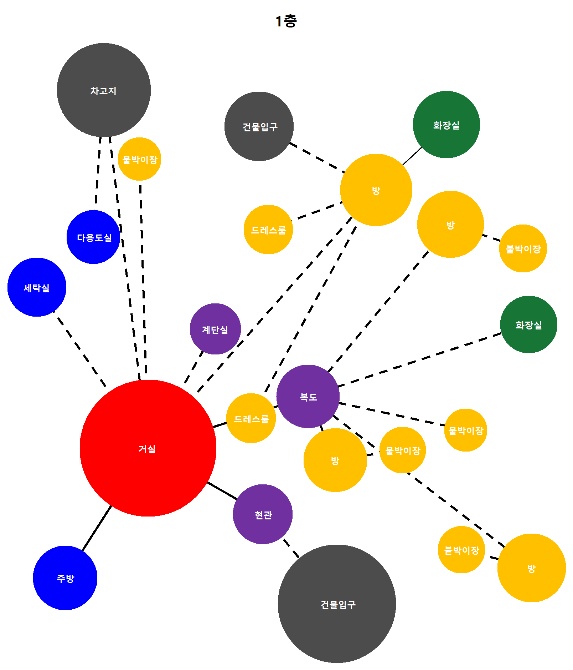 1층
차고지
건물입구
화장실
붙박이장
방
방
드레스룸
다용도실
붙박이장
세탁실
화장실
계단실
복도
드레스룸
붙박이장
거실
붙박이장
방
현관
붙박이장
방
주방
건물입구